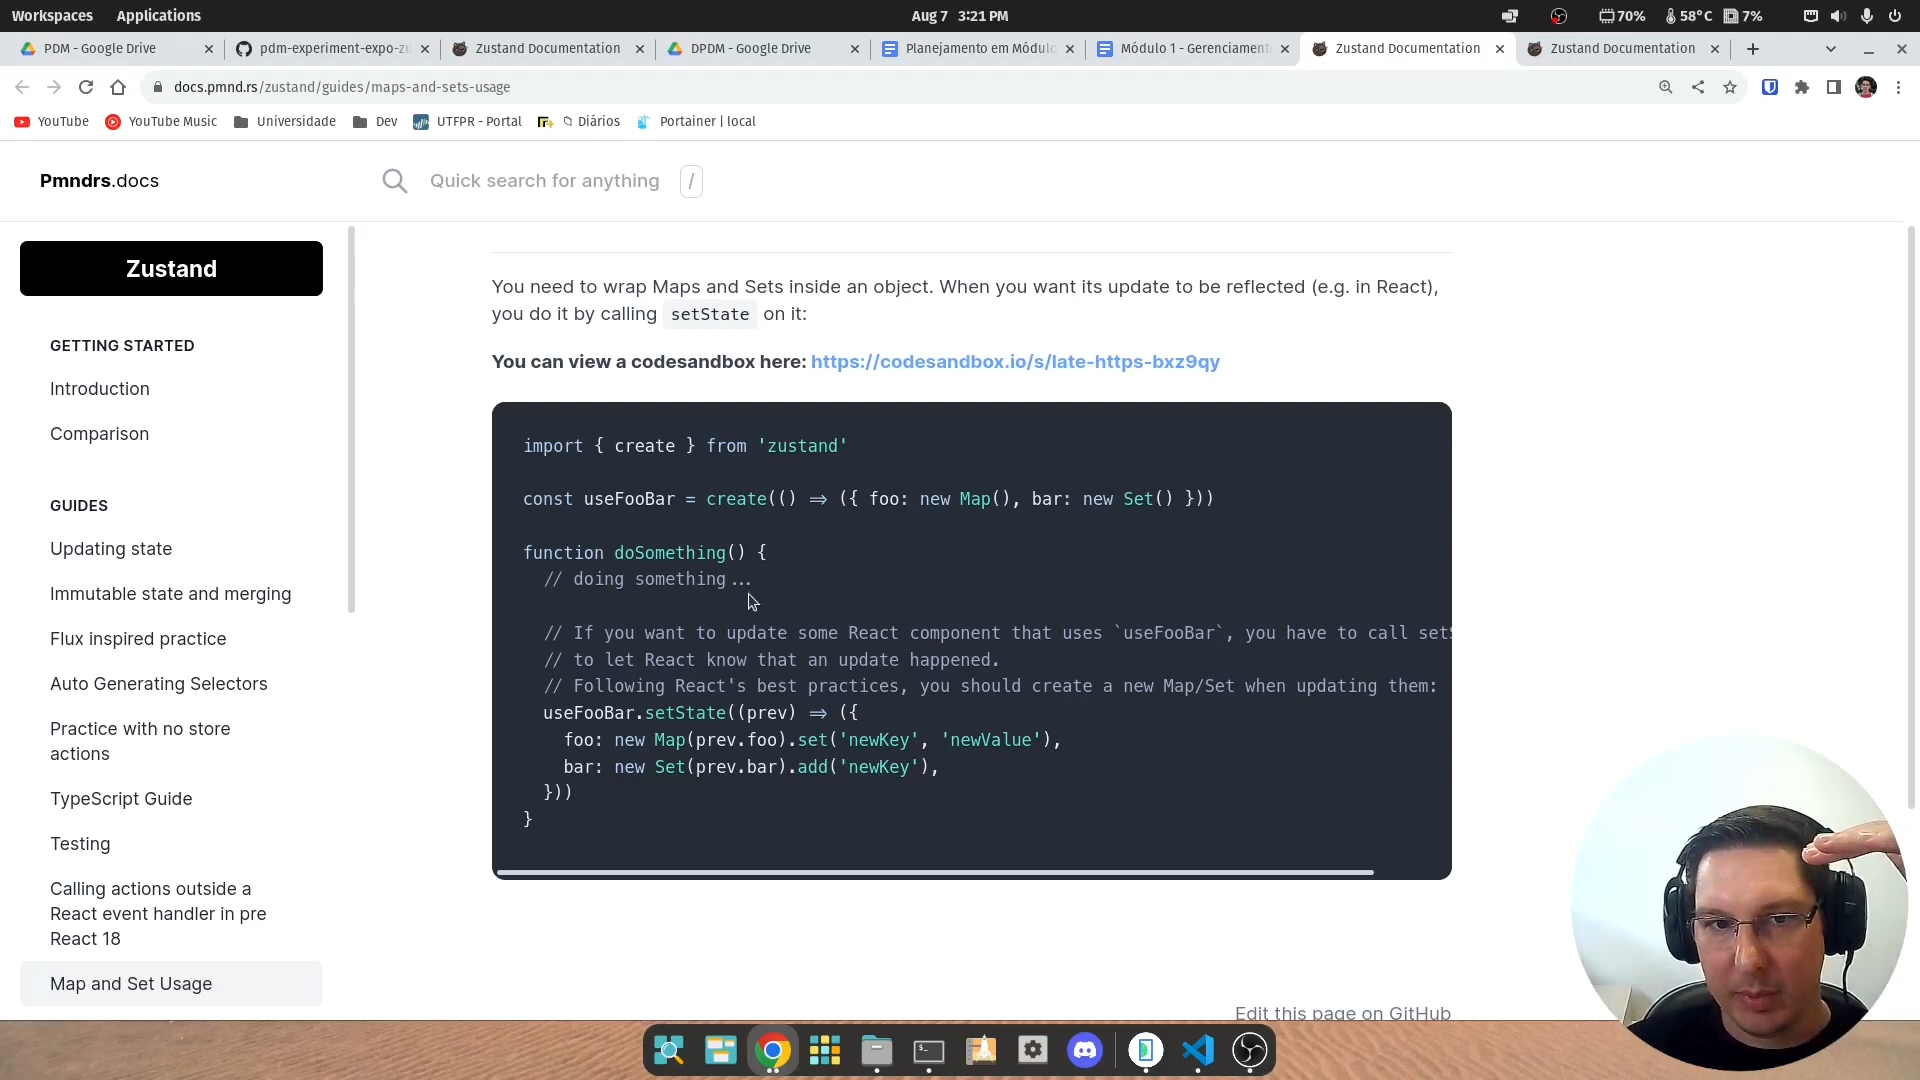 Workspaces Applications Aug 7 3:21 PM 70% 58°C 7%
PDM - Google Drive pdm-experiment-expo-zu Zustand Documentation DPDM - Google Drive Planejamento em Módulo Módulo 1 - Gerenciament Zustand Documentation Zustand Documentation
docs.pmnd.rs/zustand/guides/maps-and-sets-usage
YouTube YouTube Music Universidade Dev UTFPR - Portal Diários Portainer | local
Pmndrs.docs Quick search for anything /
Zustand
GETTING STARTED
Introduction
Comparison
GUIDES
Updating state
Immutable state and merging
Flux inspired practice
Auto Generating Selectors
Practice with no store
actions
TypeScript Guide
Testing
Calling actions outside a
React event handler in pre
React 18
Map and Set Usage
You need to wrap Maps and Sets inside an object. When you want its update to be reflected (e.g. in React),
you do it by calling setState on it:
You can view a codesandbox here: https://codesandbox.io/s/late-https-bxz9qy
import { create } from 'zustand'
const useFooBar = create(() => ({ foo: new Map(), bar: new Set() }))
function doSomething() {
// doing something...
// If you want to update some React component that uses `useFooBar`, you have to call setS
// to let React know that an update happened.
// Following React's best practices, you should create a new Map/Set when updating them:
useFooBar.setState((prev) => ({
foo: new Map(prev.foo).set('newKey', 'newValue'),
bar: new Set(prev.bar).add('newKey'),
}))
}
Edit this page on GitHub